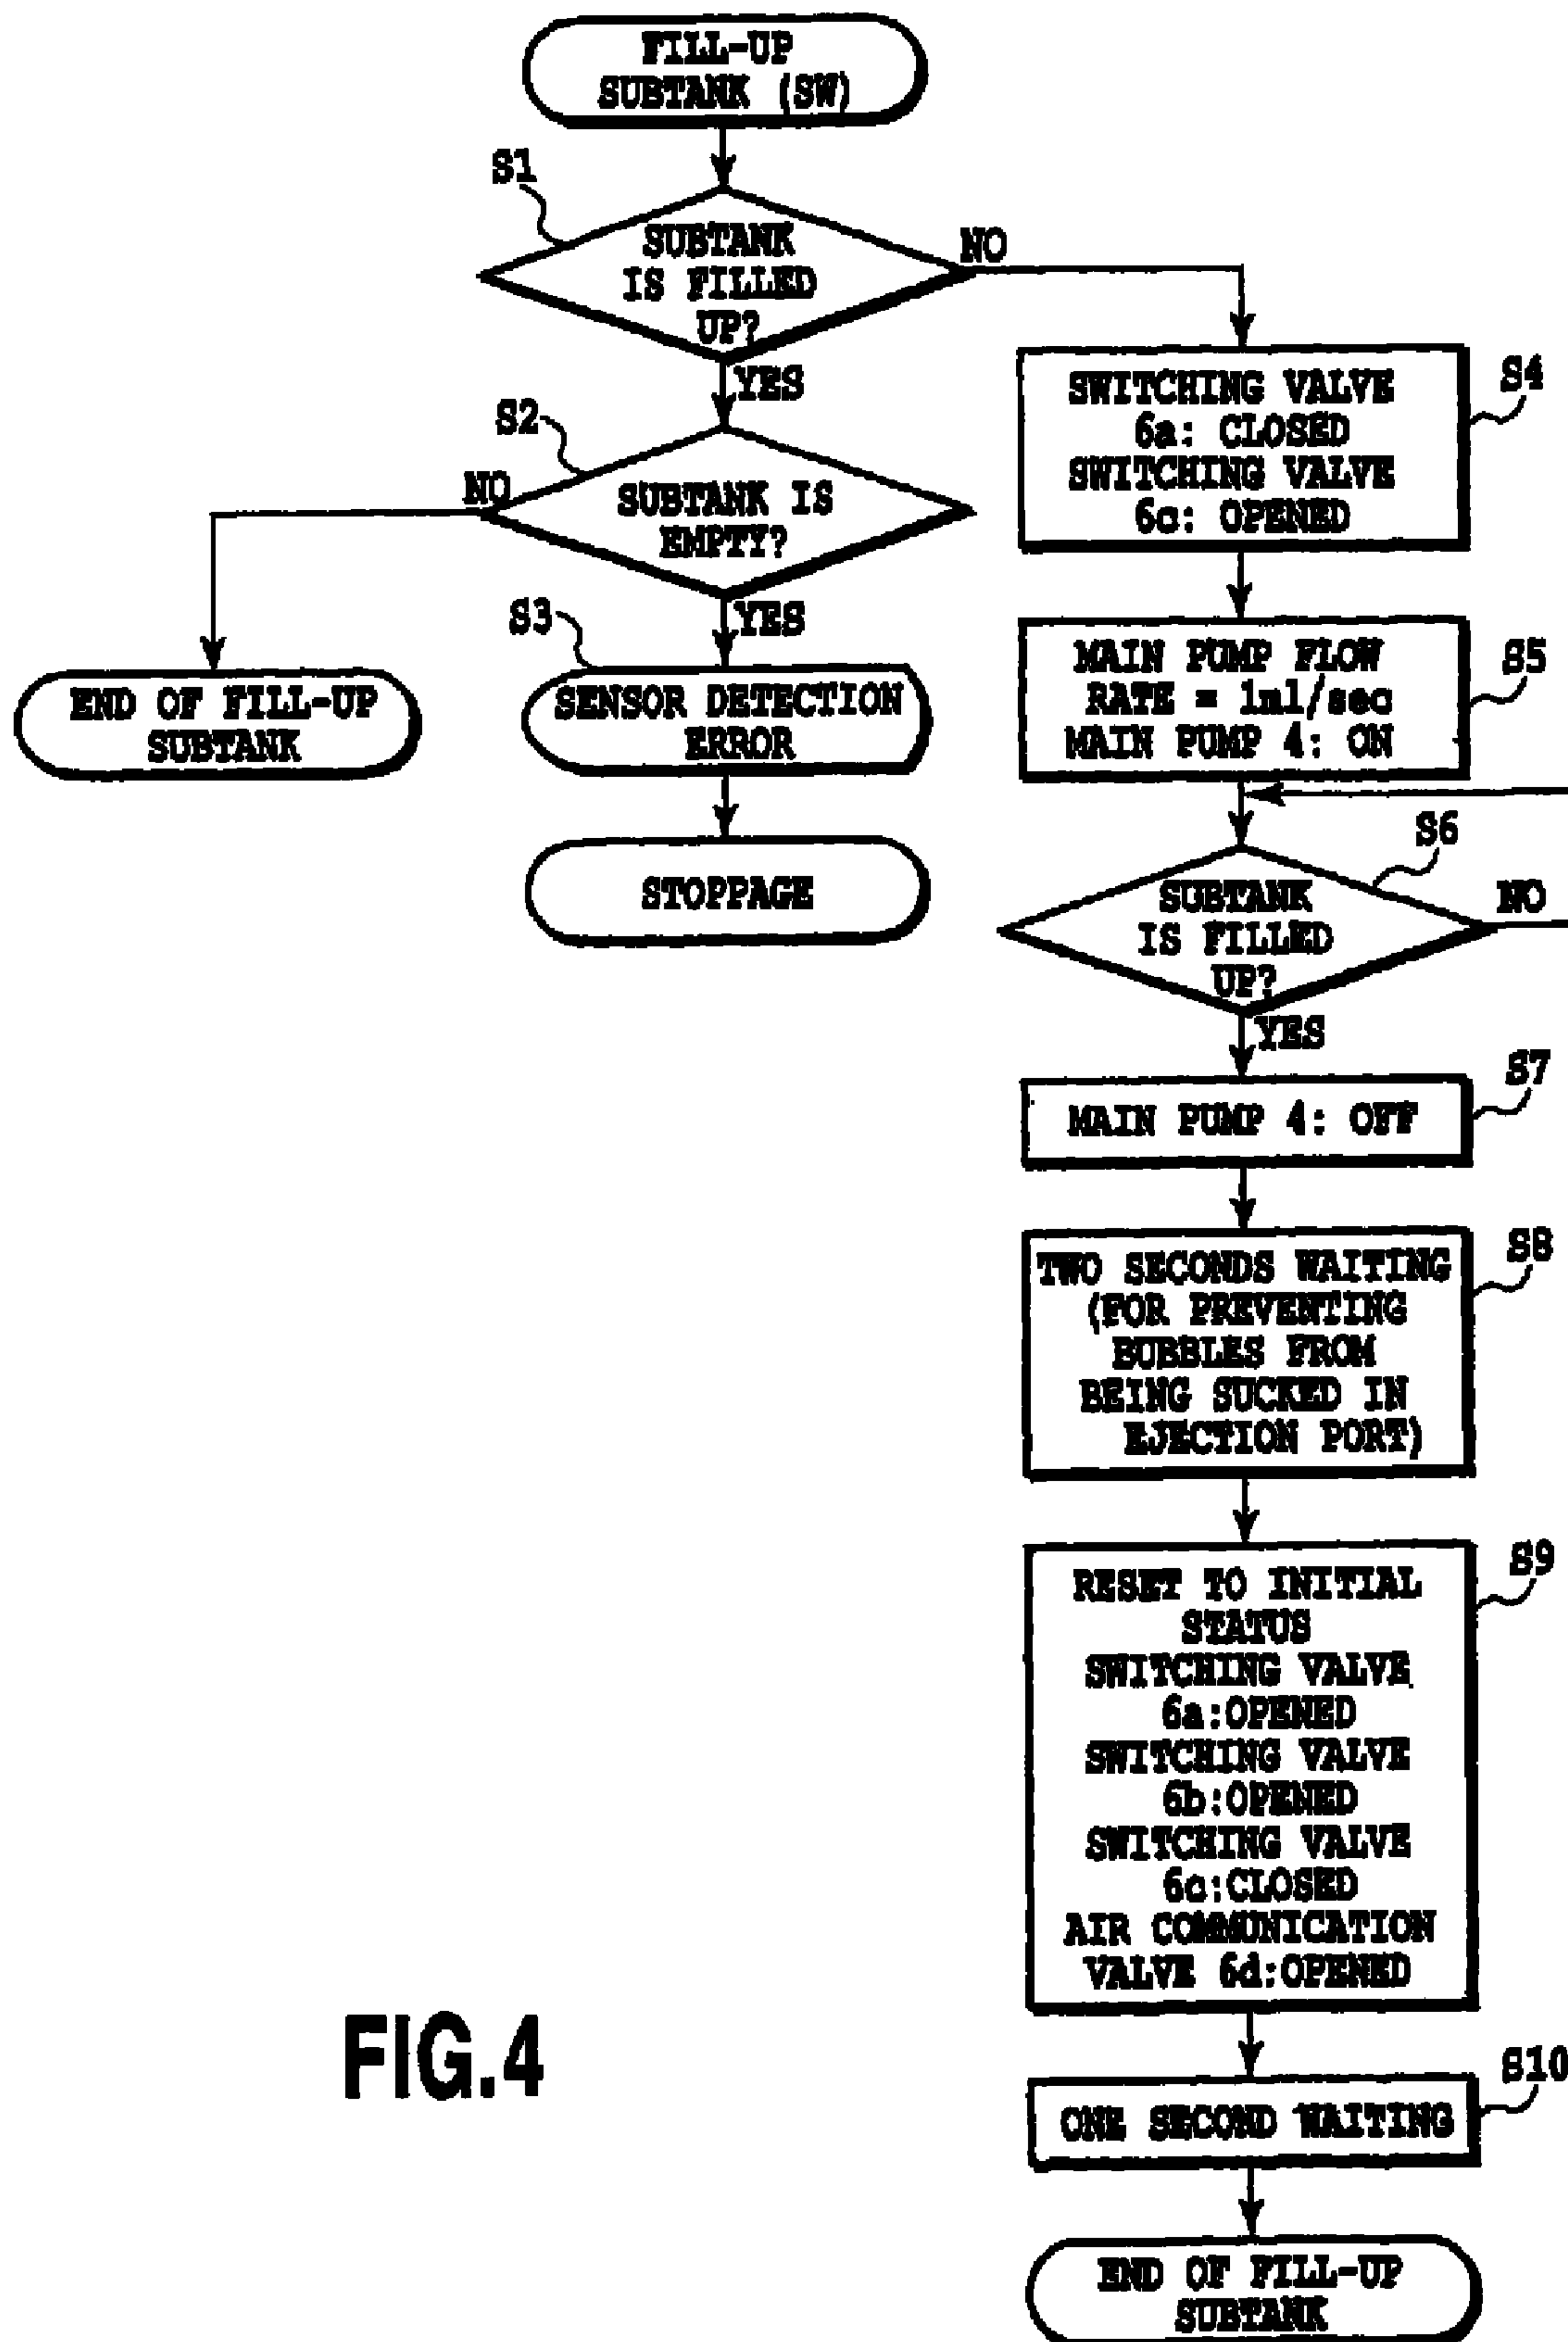 FILL-UP
SUBTANK (SW)
S1
SUBTANK
IS FILLED
UP?
NO
YES
S2
SUBTANK IS
EMPTY?
NO
YES
END OF FILL-UP
SUBTANK
S3
SENSOR DETECTION
ERROR
STOPPAGE
S4
SWITCHING VALVE
6a: CLOSED
SWITCHING VALVE
6c: OPENED
S5
MAIN PUMP FLOW
RATE = 1ml/sec
MAIN PUMP 4: ON
S6
SUBTANK
IS FILLED
UP?
NO
YES
S7
MAIN PUMP 4: OFF
S8
TWO SECONDS WAITING
(FOR PREVENTING
BUBBLES FROM
BEING SUCKED IN
EJECTION PORT)
S9
RESET TO INITIAL
STATUS
SWITCHING VALVE
6a:OPENED
SWITCHING VALVE
6b:OPENED
SWITCHING VALVE
6c:CLOSED
AIR COMMUNICATION
VALVE 6d:OPENED
S10
ONE SECOND WAITING
END OF FILL-UP
SUBTANK
FIG.4